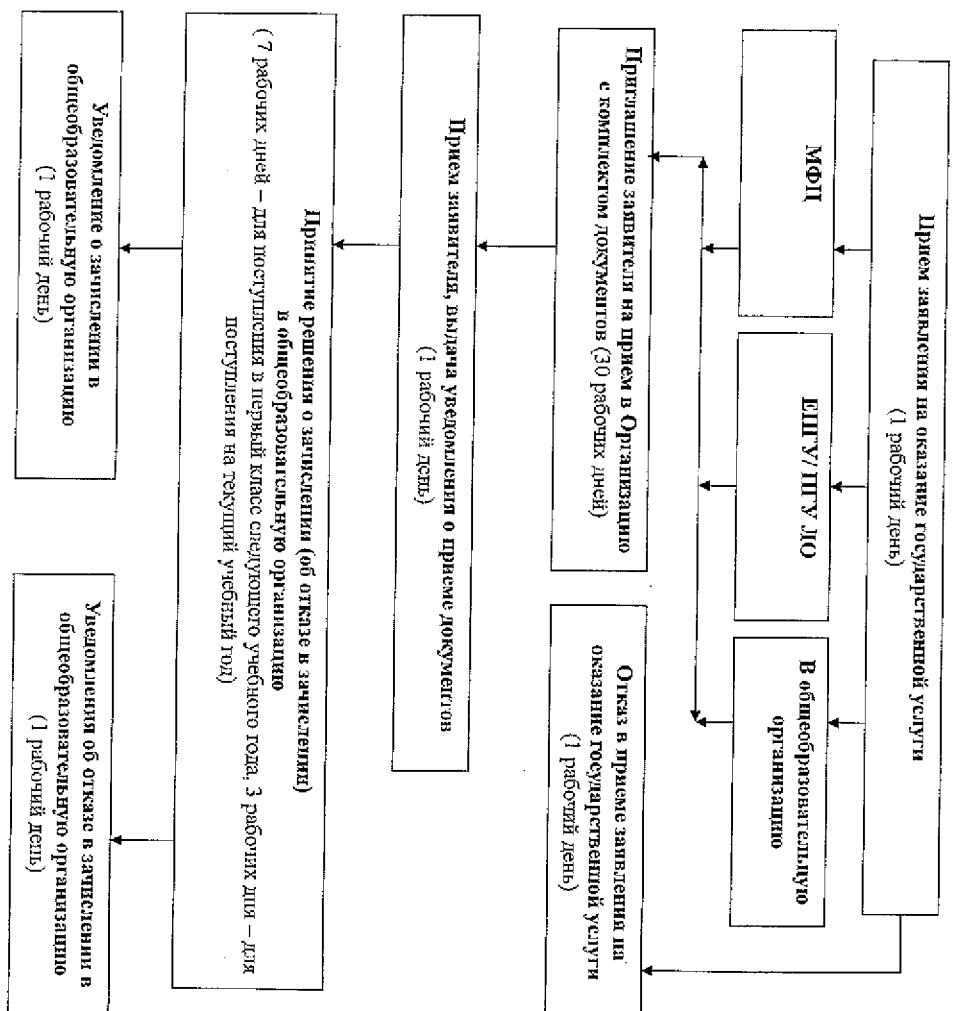 Прием заявления на оказание государственной услуги
(1 рабочий день)
МФЦ
ЕПГУ/ ПГУ ЛО
В общеобразовательную
организацию
Приглашение заявителя на прием в Организацию
с комплектом документов (30 рабочих дней)
Отказ в приеме заявления на
оказание государственной услуги
(1 рабочий день)
Прием заявителя, выдача уведомления о приеме документов
(1 рабочий день)
Принятие решения о зачислении (об отказе в зачислении)
в общеобразовательную организацию
( 7 рабочих дней – для поступления в первый класс следующего учебного года, 3 рабочих дня – для
поступления на текущий учебный год)
Уведомление о зачислении в
общеобразовательную организацию
(1 рабочий день)
Уведомления об отказе в зачислении в
общеобразовательную организацию
(1 рабочий день)